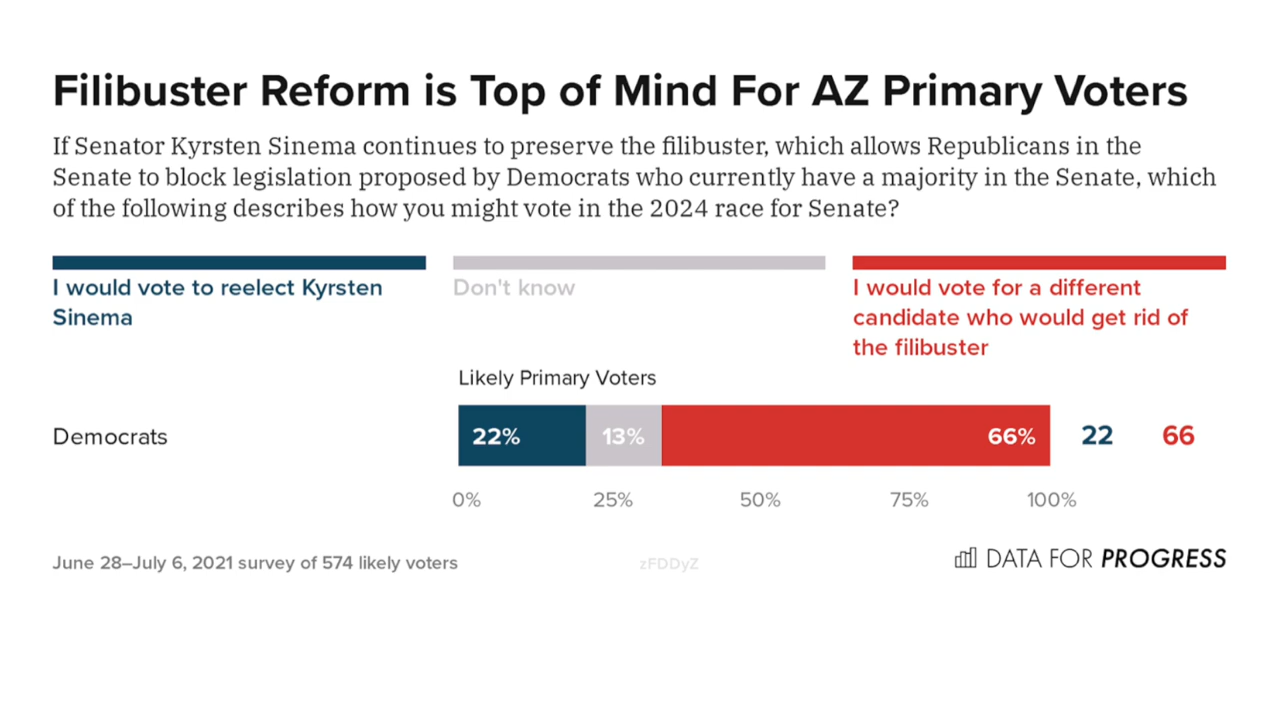 Filibuster Reform is Top of Mind For AZ Primary Voters
If Senator Kyrsten Sinema continues to preserve the filibuster, which allows Republicans in the
Senate to block legislation proposed by Democrats who currently have a majority in the Senate, which
of the following describes how you might vote in the 2024 race for Senate?
I would vote to reelect Kyrsten
Sinema
Don't know
I would vote for a different
candidate who would get rid of
the filibuster
Likely Primary Voters
Democrats
22%
13%
66%
22
66
0%
25%
50%
75%
100%
June 28–July 6, 2021 survey of 574 likely voters
zFDDyZ
DATA FOR PROGRESS